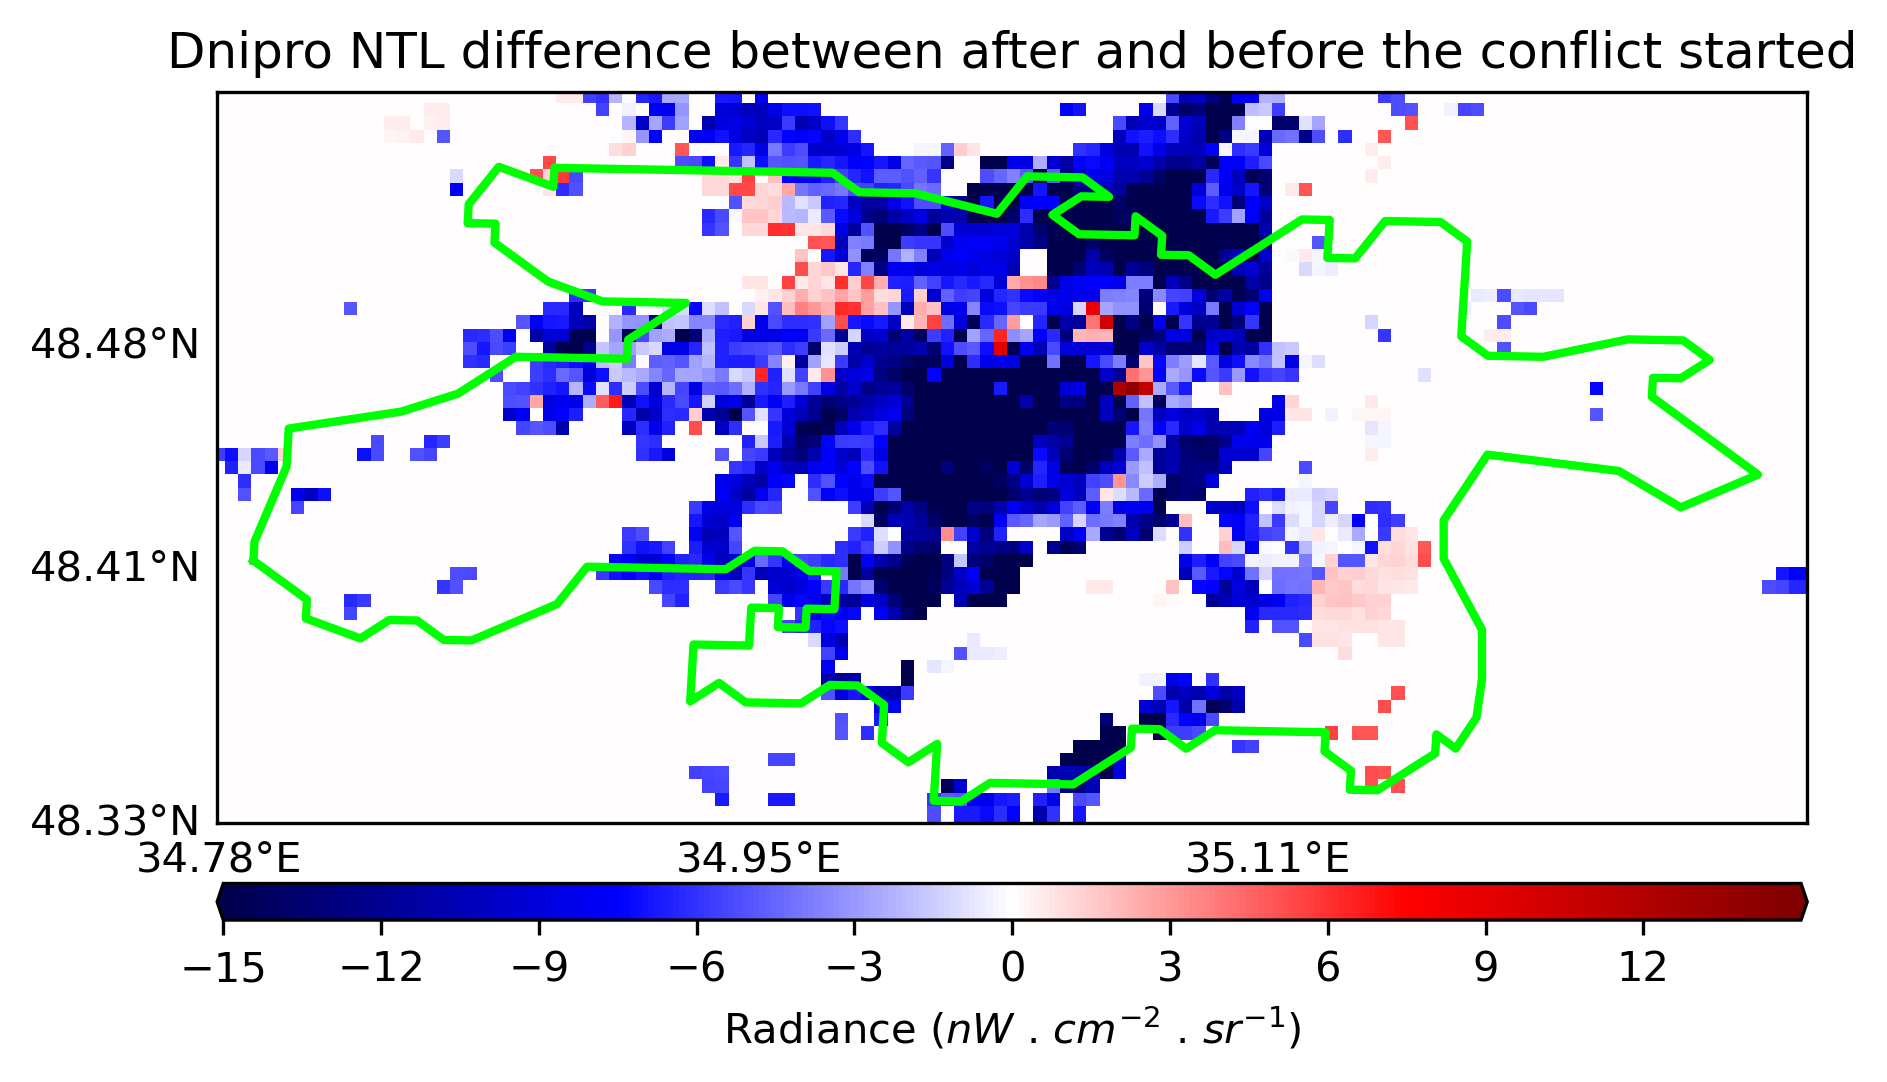 Dnipro NTL difference between after and before the conflict started
48.48°N
48.41°N
48.33°N
34.78°E 34.95°E 35.11°E
−15 −12 −9 −6 −3 0 3 6 9 12
Radiance (nW . cm⁻² . sr⁻¹)